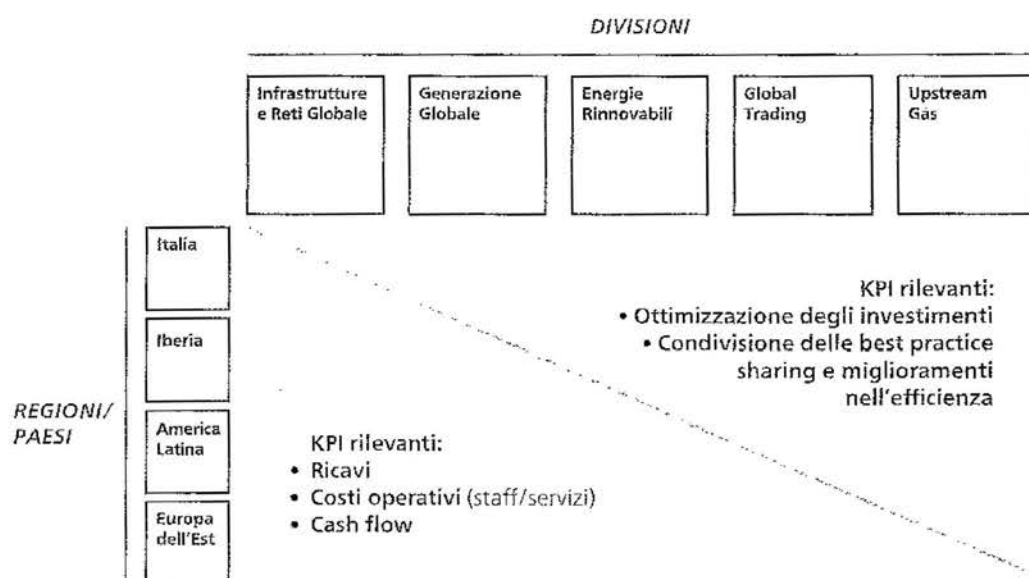 DIVISIONI
Infrastrutture
e Reti Globale
Generazione
Globale
Energie
Rinnovabili
Global
Trading
Upstream
Gas
REGIONI/
PAESI
Italia
Iberia
America
Latina
Europa
dell'Est
KPI rilevanti:
• Ottimizzazione degli investimenti
• Condivisione delle best practice
sharing e miglioramenti
nell'efficienza
KPI rilevanti:
• Ricavi
• Costi operativi (staff/servizi)
• Cash flow